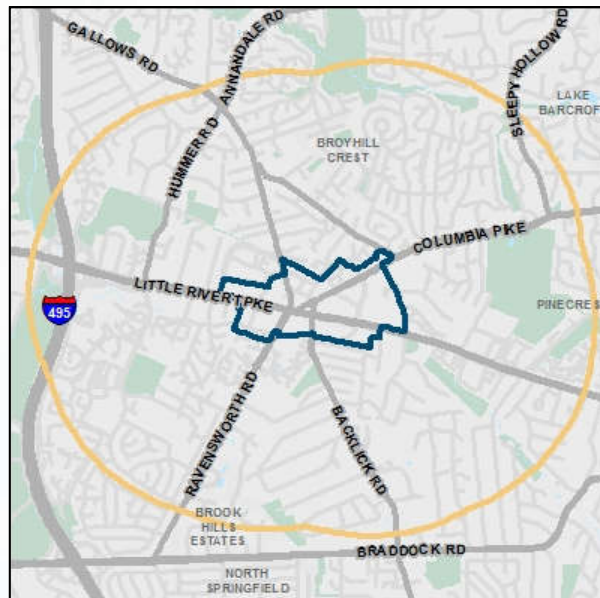 GALLOWS RD
ANNANDALE RD
SLEEPY HOLLOW RD
LAKE
BARCROF
HUMMER RD
BROYHILL
CREST
COLUMBIA PIKE
LITTLE RIVER TPKE
495
PINECRES
RAVENSWORTH RD
BACKLICK RD
BROOK
HILLS
ESTATES
BRADDOCK RD
NORTH
SPRINGFIELD